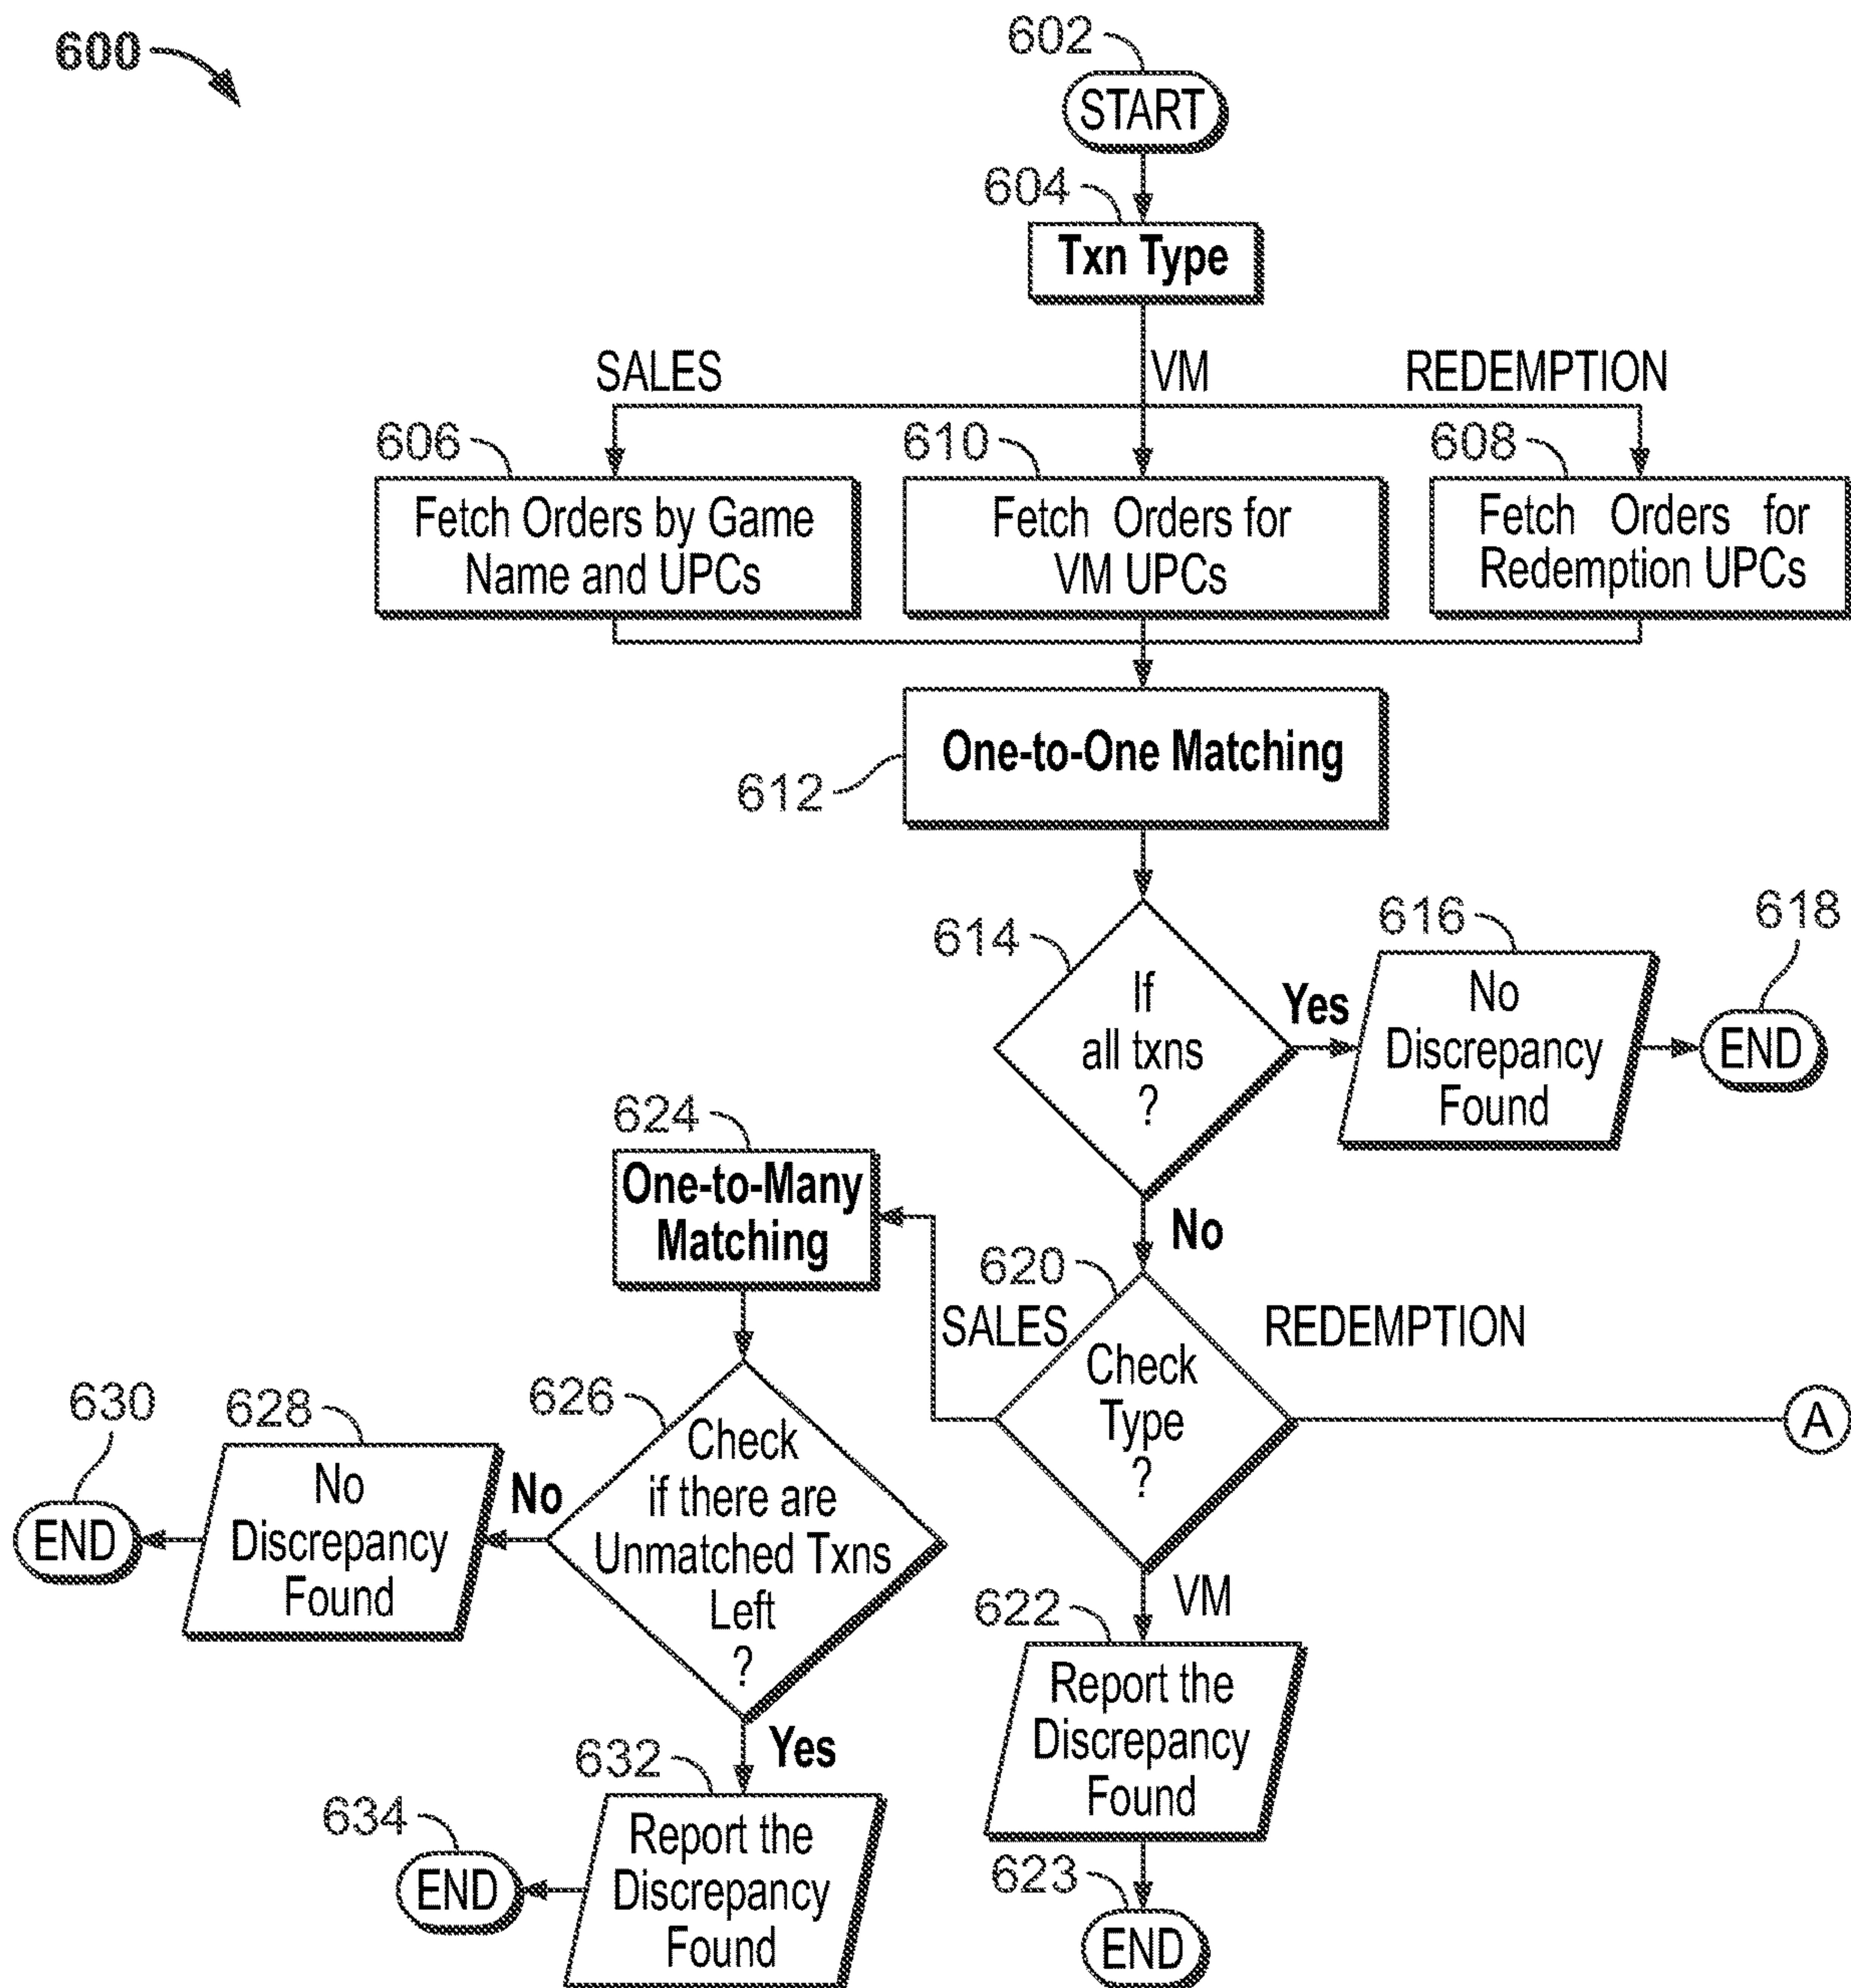 600
602
START
604
Txn Type
SALES
VM
REDEMPTION
606
610
608
Fetch Orders by Game
Name and UPCs
Fetch Orders for
VM UPCs
Fetch Orders for
Redemption UPCs
One-to-One Matching
612
614
If
all txns
?
Yes
616
No
Discrepancy
Found
618
END
No
624
One-to-Many
Matching
620
SALES
REDEMPTION
Check
Type
?
A
626
Check
if there are
Unmatched Txns
Left
?
No
628
No
Discrepancy
Found
630
END
VM
622
Report the
Discrepancy
Found
Yes
632
Report the
Discrepancy
Found
634
END
623
END